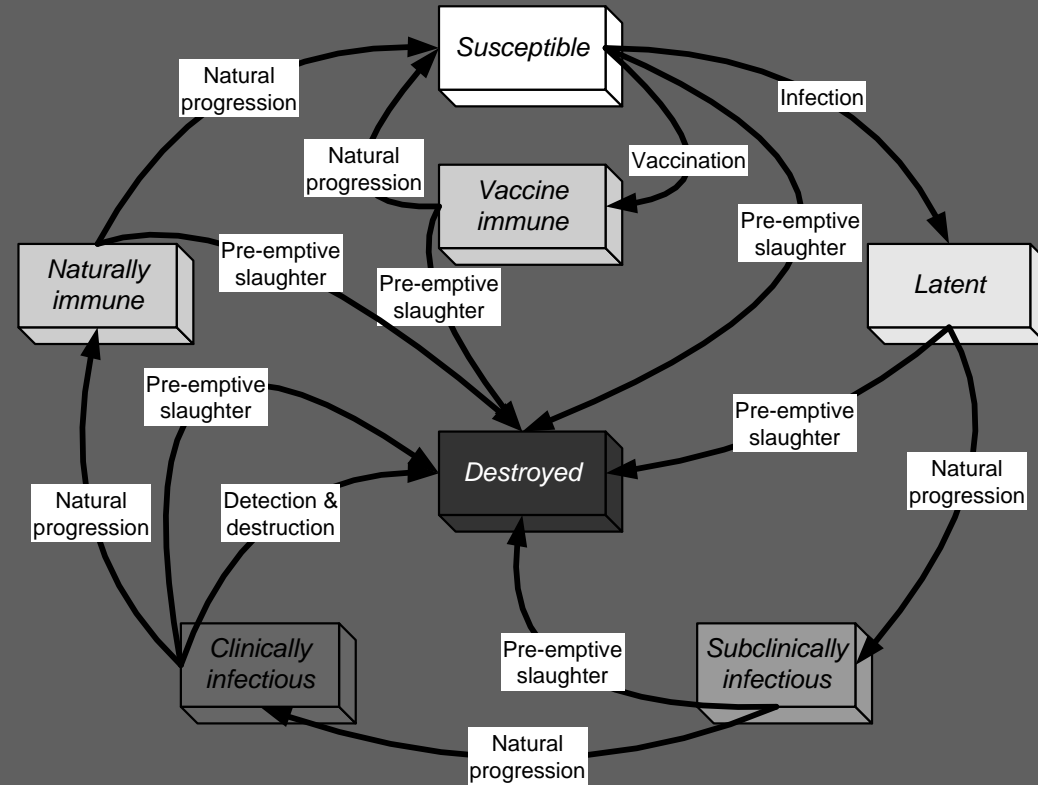 Susceptible
Natural
progression
Infection
Natural
progression
Vaccination
Vaccine
immune
Pre-emptive
slaughter
Pre-emptive
slaughter
Naturally
immune
Pre-emptive
slaughter
Latent
Pre-emptive
slaughter
Pre-emptive
slaughter
Destroyed
Natural
progression
Detection &
destruction
Natural
progression
Clinically
infectious
Pre-emptive
slaughter
Subclinically
infectious
Natural
progression